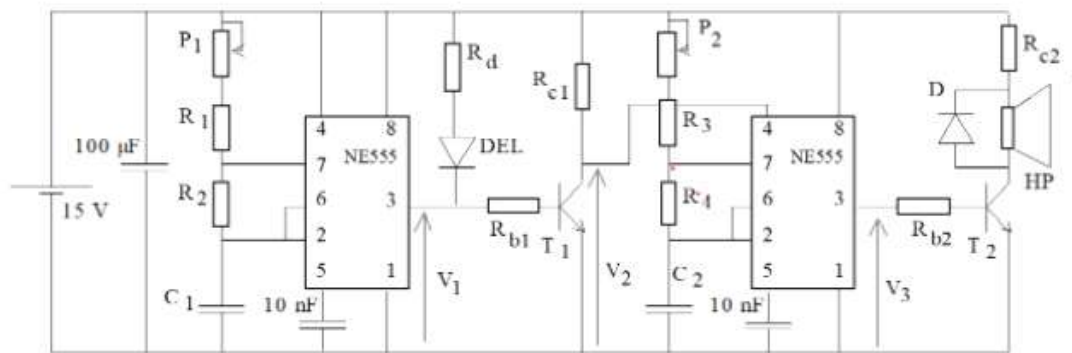 P1
Rd
Rc1
P2
Rc2
R1
R3
D
100 µF
4 8
NE555
7
DEL
4 8
NE555
7
R2
6 3
R4
6 3
HP
15 V
2
Rb1
T1
2
Rb2
T2
5 1
V1
V2
C2
5 1
V3
C1
10 nF
10 nF